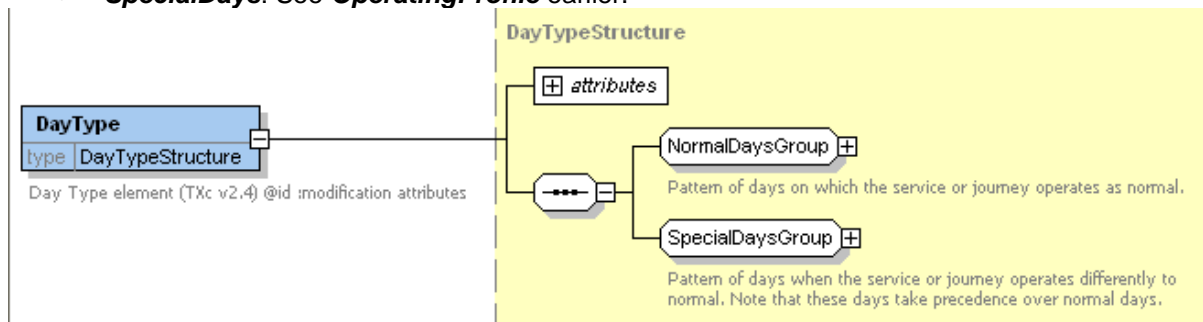 SpecialDays. See OperatingProfile earlier.
DayTypeStructure
attributes
DayType
type DayTypeStructure
Day Type element (TXc v2.4) @id :modification attributes
NormalDaysGroup
Pattern of days on which the service or journey operates as normal.
SpecialDaysGroup
Pattern of days when the service or journey operates differently to
normal. Note that these days take precedence over normal days.